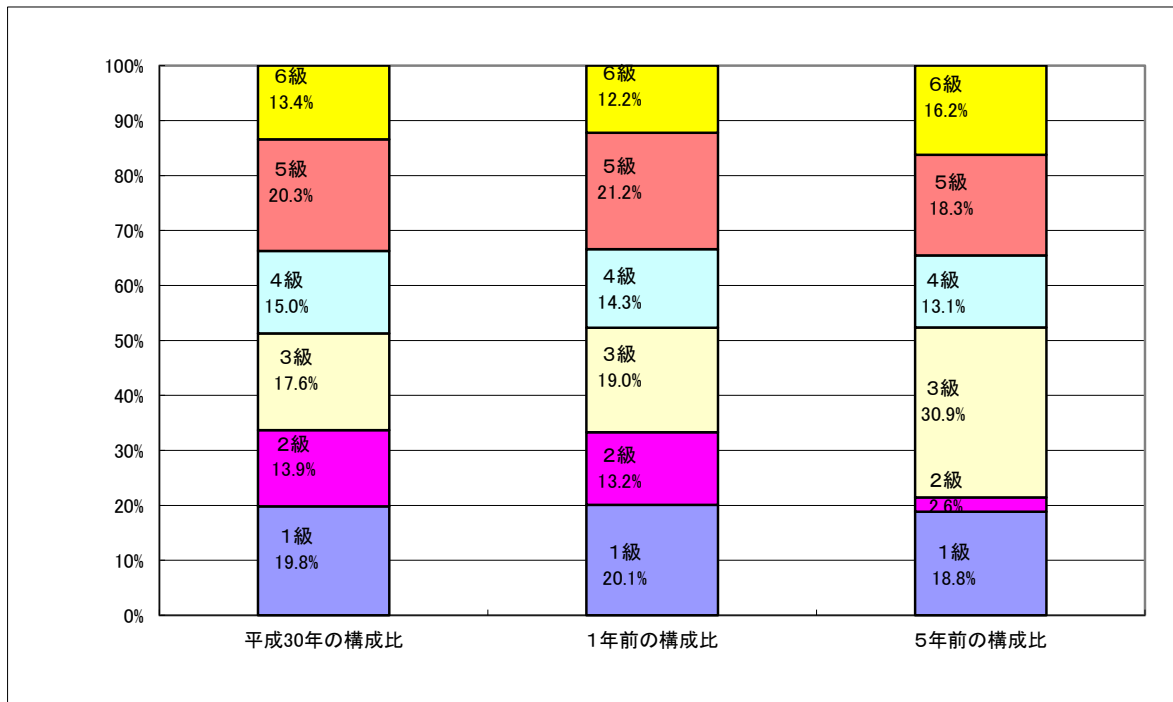 100%
90%
80%
70%
60%
50%
40%
30%
20%
10%
0%
6級
13.4%
5級
20.3%
4級
15.0%
3級
17.6%
2級
13.9%
1級
19.8%
6級
12.2%
5級
21.2%
4級
14.3%
3級
19.0%
2級
13.2%
1級
20.1%
6級
16.2%
5級
18.3%
4級
13.1%
3級
30.9%
2級
2.6%
1級
18.8%
平成30年の構成比
1年前の構成比
5年前の構成比